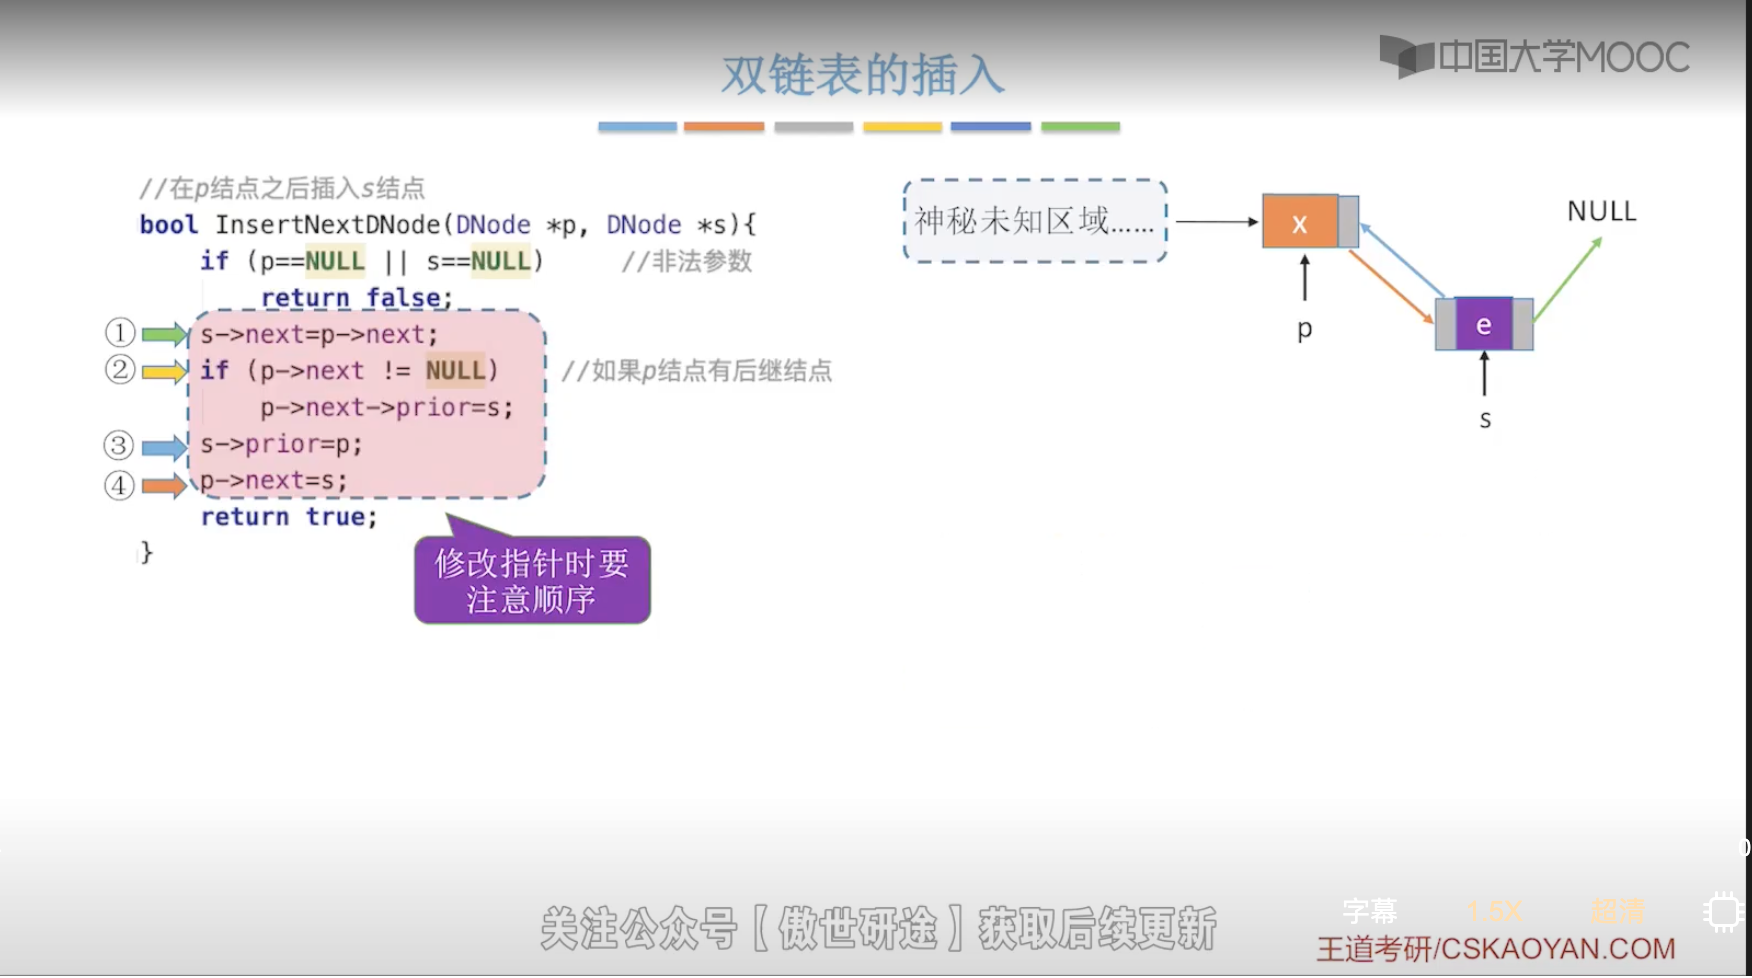 中国大学MOOC
双链表的插入
//在p结点之后插入s结点
bool InsertNextDNode(DNode *p, DNode *s){
if (p==NULL || s==NULL) //非法参数
return false;
① s->next=p->next;
② if (p->next != NULL) //如果p结点有后继结点
p->next->prior=s;
③ s->prior=p;
④ p->next=s;
return true;
}
修改指针时要
注意顺序
神秘未知区域......
x
NULL
p
e
s
0
字幕 1.5X 超清
关注公众号【傲世研途】获取后续更新
王道考研/CSKAOYAN.COM